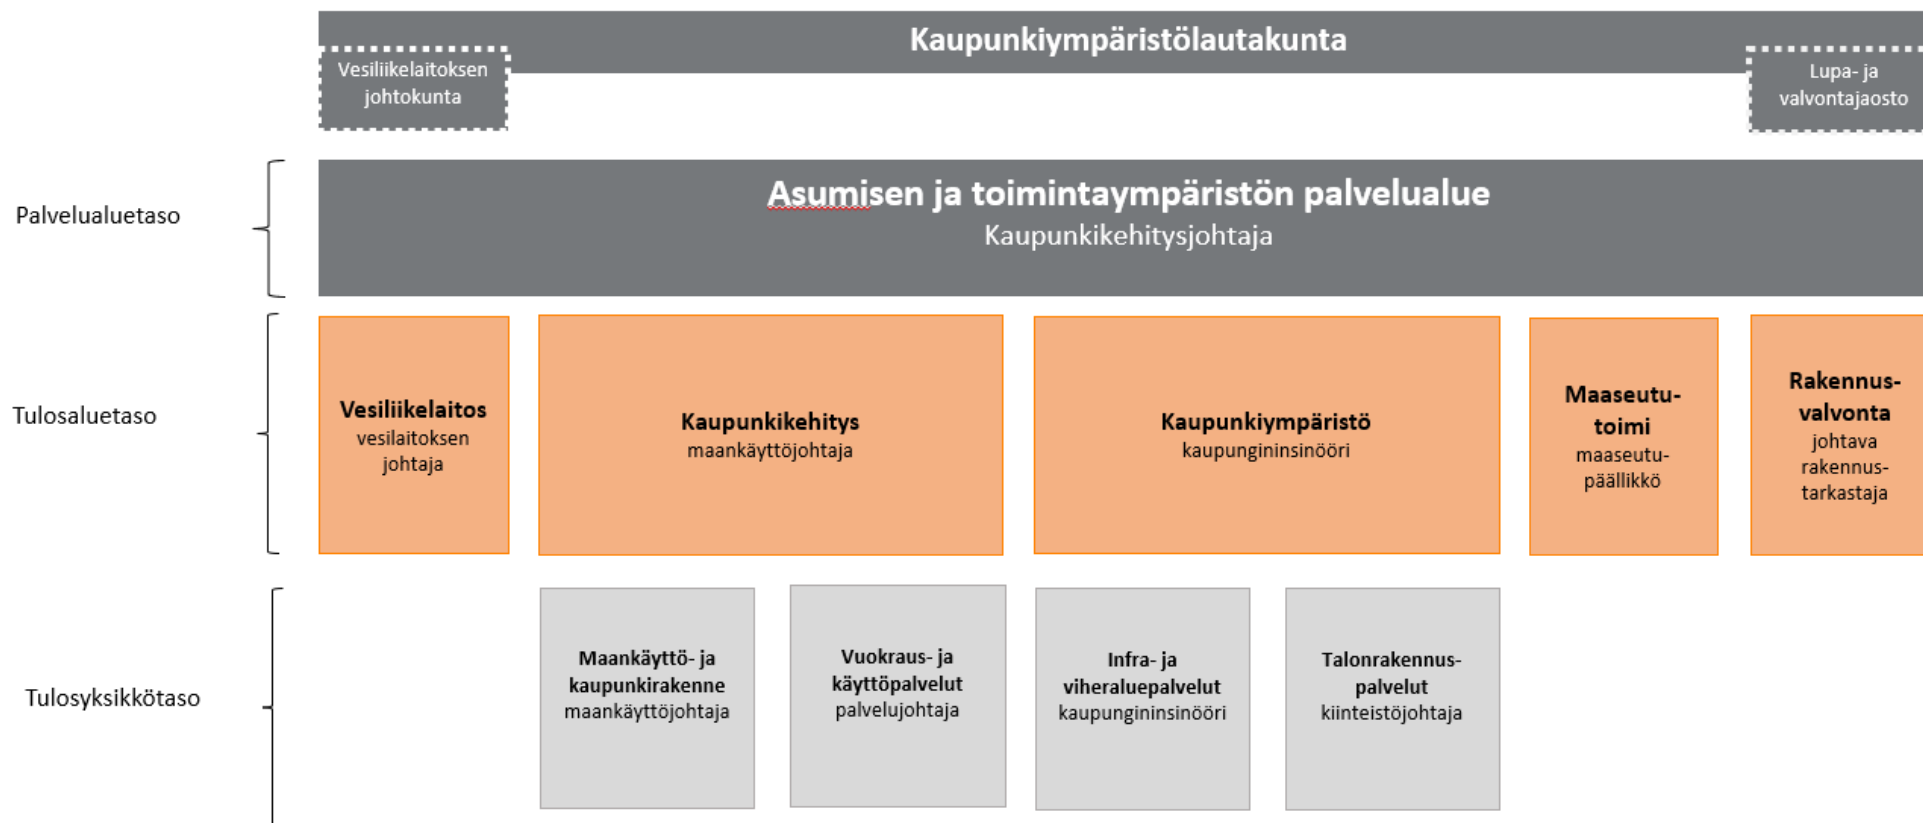 Kaupunkiympäristölautakunta
Vesiliikelaitoksen
johtokunta
Lupa- ja
valvontajaosto
Palvelualuetaso
Asumisen ja toimintaympäristön palvelualue
Kaupunkikehitysjohtaja
Tulosaluetaso
Vesiliikelaitos
vesilaitoksen
johtaja
Kaupunkikehitys
maankäyttöjohtaja
Kaupunkiympäristö
kaupungininsinööri
Maaseutu-
toimi
maaseutu-
päällikkö
Rakennus-
valvonta
johtava
rakennus-
tarkastaja
Tulosyksikkötaso
Maankäyttö- ja
kaupunkirakenne
maankäyttöjohtaja
Vuokraus- ja
käyttöpalvelut
palvelujohtaja
Infra- ja
viheraluepalvelut
kaupungininsinööri
Talonrakennus-
palvelut
kiinteistöjohtaja